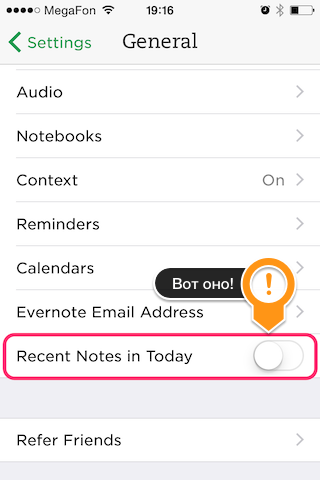 MegaFon 19:16
Settings General
Audio
Notebooks
Context On
Reminders
Calendars
Вот оно!
Evernote Email Address
Recent Notes in Today
Refer Friends